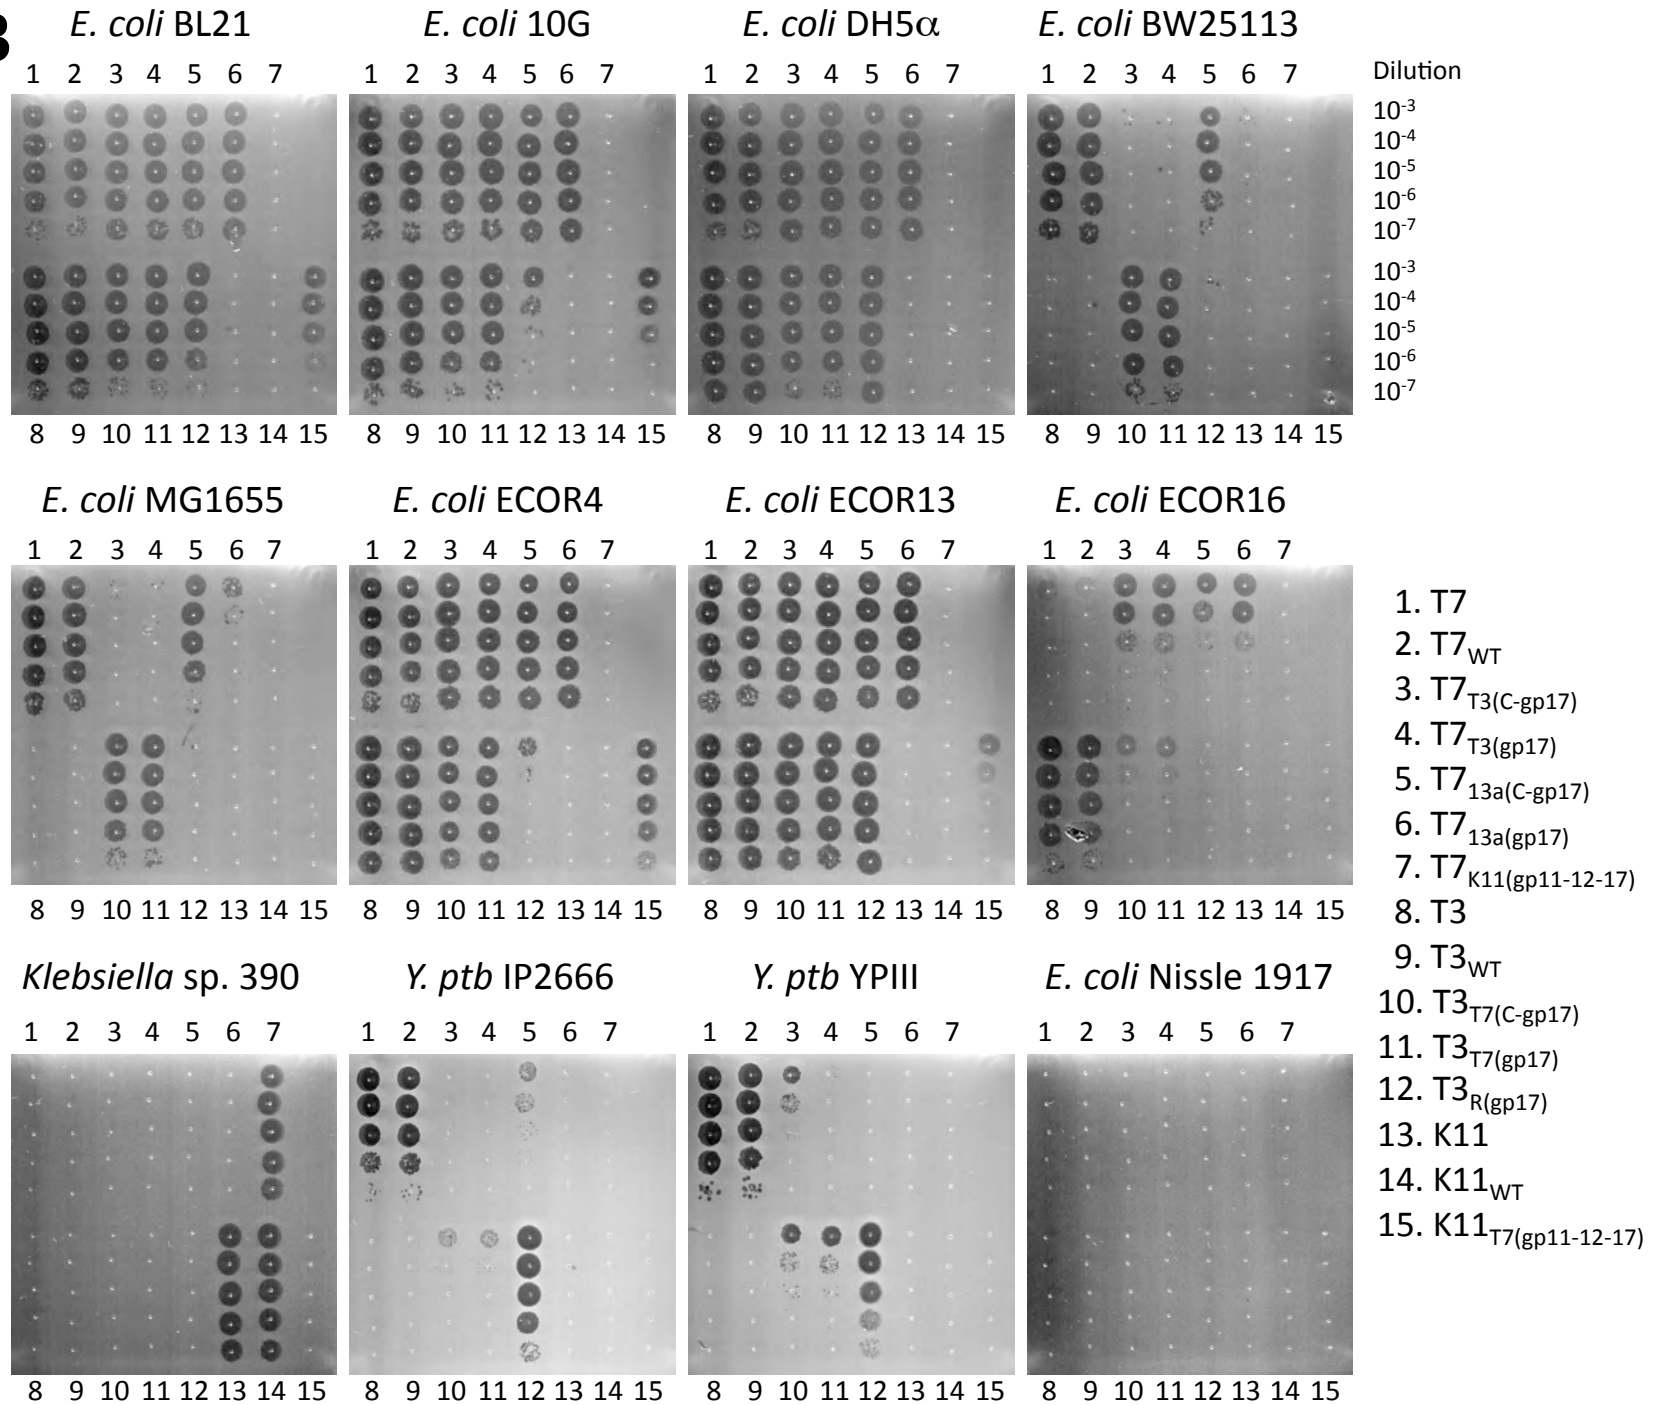 B
E. coli BL21 E. coli 10G E. coli DH5α E. coli BW25113
1 2 3 4 5 6 7 1 2 3 4 5 6 7 1 2 3 4 5 6 7 1 2 3 4 5 6 7 Dilution
10-3
10-4
10-5
10-6
10-7
10-3
10-4
10-5
10-6
10-7
8 9 10 11 12 13 14 15 8 9 10 11 12 13 14 15 8 9 10 11 12 13 14 15 8 9 10 11 12 13 14 15
E. coli MG1655 E. coli ECOR4 E. coli ECOR13 E. coli ECOR16
1 2 3 4 5 6 7 1 2 3 4 5 6 7 1 2 3 4 5 6 7 1 2 3 4 5 6 7
8 9 10 11 12 13 14 15 8 9 10 11 12 13 14 15 8 9 10 11 12 13 14 15 8 9 10 11 12 13 14 15
Klebsiella sp. 390 Y. ptb IP2666 Y. ptb YPIII E. coli Nissle 1917
1 2 3 4 5 6 7 1 2 3 4 5 6 7 1 2 3 4 5 6 7 1 2 3 4 5 6 7
8 9 10 11 12 13 14 15 8 9 10 11 12 13 14 15 8 9 10 11 12 13 14 15 8 9 10 11 12 13 14 15
1. T7
2. T7WT
3. T7T3(C-gp17)
4. T7T3(gp17)
5. T713a(C-gp17)
6. T713a(gp17)
7. T7K11(gp11-12-17)
8. T3
9. T3WT
10. T3T7(C-gp17)
11. T3T7(gp17)
12. T3R(gp17)
13. K11
14. K11WT
15. K11T7(gp11-12-17)